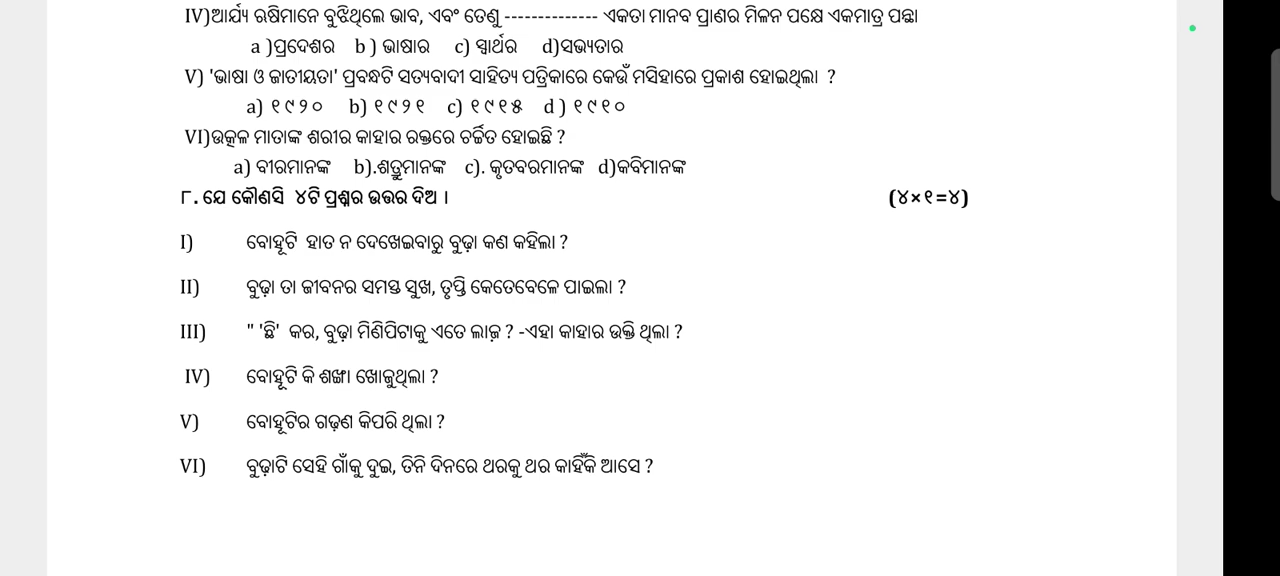 IV)ଆର୍ଯ୍ୟ ଋଷିମାନେ ବୁଝିଥିଲେ ଭାବ, ଏବଂ ତେଣୁ -------------- ଏକତା ମାନବ ପ୍ରାଣର ମିଳନ ପକ୍ଷେ ଏକମାତ୍ର ପନ୍ଥା
a )ପ୍ରଦେଶର b ) ଭାଷାର c) ସ୍ୱାର୍ଥର d)ସଭ୍ୟତାର
V) 'ଭାଷା ଓ ଜାତୀୟତା' ପ୍ରବନ୍ଧଟି ସତ୍ୟବାଦୀ ସାହିତ୍ୟ ପତ୍ରିକାରେ କେଉଁ ମସିହାରେ ପ୍ରକାଶ ହୋଇଥିଲା ?
a) ୧୯୨୦ b) ୧୯୨୧ c) ୧୯୧୫ d ) ୧୯୧୦
VI)ଉତ୍କଳ ମାତାଙ୍କ ଶରୀର କାହାର ରକ୍ତରେ ଚର୍ଚ୍ଚିତ ହୋଇଛି ?
a) ବୀରମାନଙ୍କ b).ଶତ୍ରୁମାନଙ୍କ c). କୃତବରମାନଙ୍କ d)କବିମାନଙ୍କ
୮. ଯେ କୌଣସି ୪ଟି ପ୍ରଶ୍ନର ଉତ୍ତର ଦିଅ । (୪×୧=୪)
I) ବୋହୂଟି ହାତ ନ ଦେଖେଇବାରୁ ବୁଢ଼ା କଣ କହିଲା ?
II) ବୁଢ଼ା ତା ଜୀବନର ସମସ୍ତ ସୁଖ, ତୃପ୍ତି କେତେବେଳେ ପାଇଲା ?
III) " 'ଛି' କର, ବୁଢ଼ା ମିଣିପିଟାକୁ ଏତେ ଲାଜ ? -ଏହା କାହାର ଉକ୍ତି ଥିଲା ?
IV) ବୋହୂଟି କି ଶଙ୍ଖା ଖୋଜୁଥିଲା ?
V) ବୋହୂଟିର ଗଢ଼ଣ କିପରି ଥିଲା ?
VI) ବୁଢ଼ାଟି ସେହି ଗାଁକୁ ଦୁଇ, ତିନି ଦିନରେ ଥରକୁ ଥର କାହିଁକି ଆସେ ?